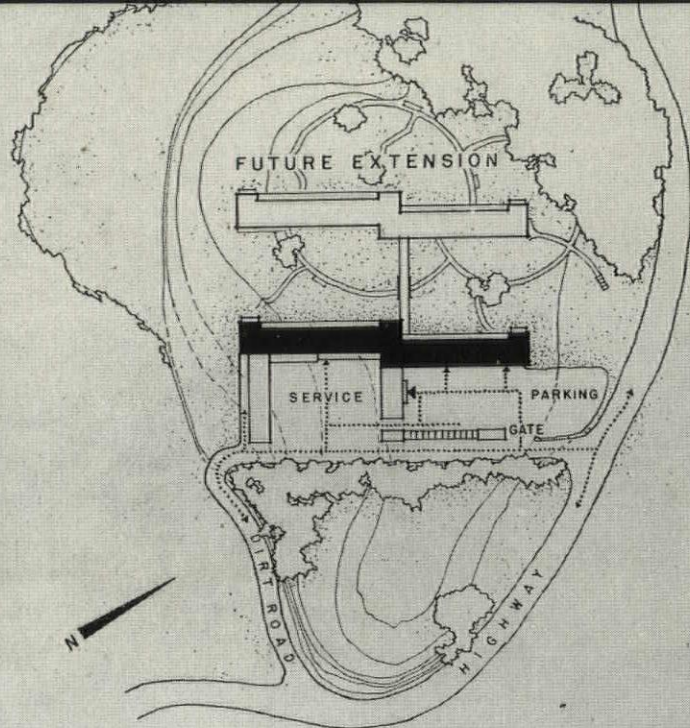 FUTURE EXTENSION
SERVICE
PARKING
GATE
DIRT ROAD
HIGHWAY
N